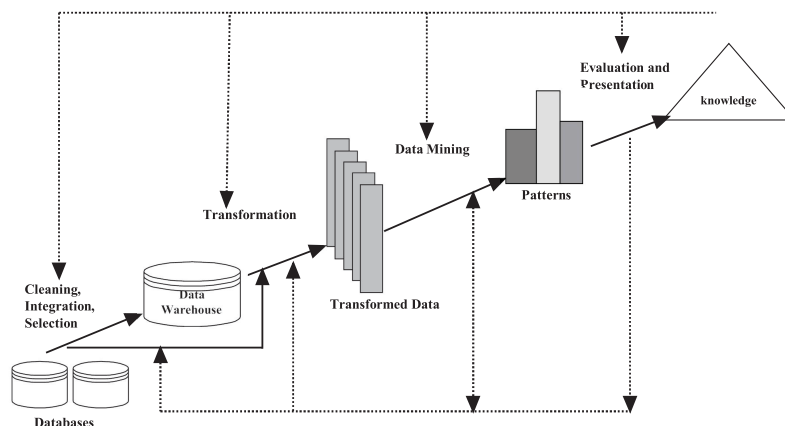 Evaluation and
Presentation
knowledge
Data Mining
Patterns
Transformation
Transformed Data
Cleaning,
Integration,
Selection
Data
Warehouse
Databases